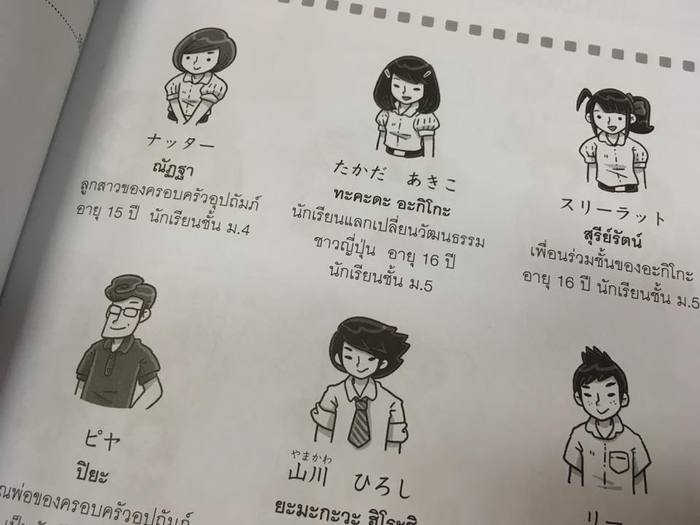 ナッター
ณัฏฐา
ลูกสาวของครอบครัวอุปถัมภ์
อายุ 15 ปี นักเรียนชั้น ม.4
たかだ あきこ
ทะคะดะ อะกิโกะ
นักเรียนแลกเปลี่ยนวัฒนธรรม
ชาวญี่ปุ่น อายุ 16 ปี
นักเรียนชั้น ม.5
スリーラット
สุรีย์รัตน์
เพื่อนร่วมชั้นของอะกิโกะ
อายุ 16 ปี นักเรียนชั้น ม.5
ピヤ
ปิยะ
คุณพ่อของครอบครัวอุปถัมภ์
やまかわ
山川 ひろし
ยะมะกะวะ ฮิโระชิ
リー